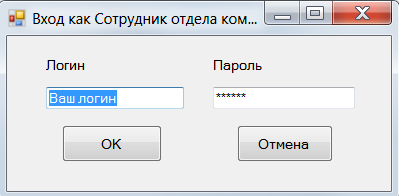 Вход как Сотрудник отдела ком...
Логин Пароль
Ваш логин ******
OK Отмена